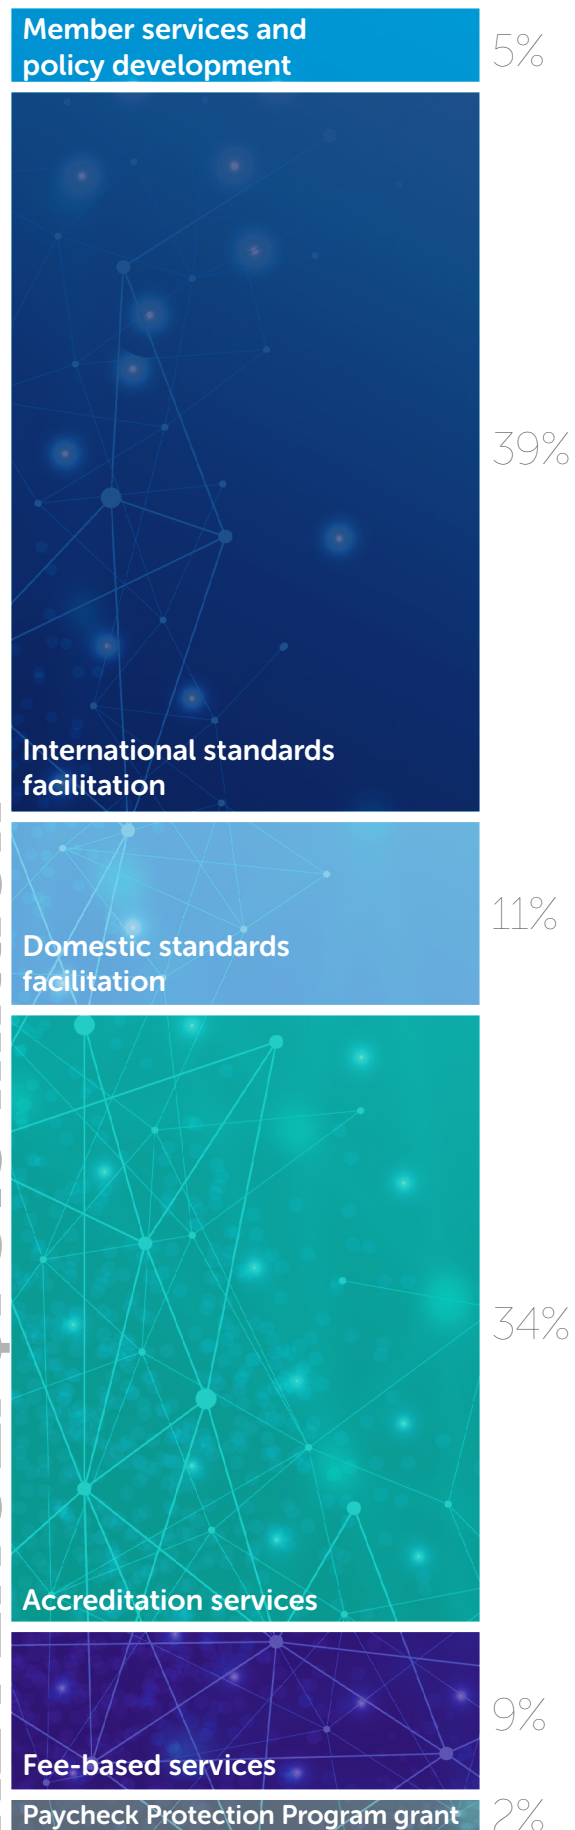 Member services and
policy development
5%
39%
International standards
facilitation
11%
Domestic standards
facilitation
34%
Accreditation services
9%
Fee-based services
Paycheck Protection Program grant
2%